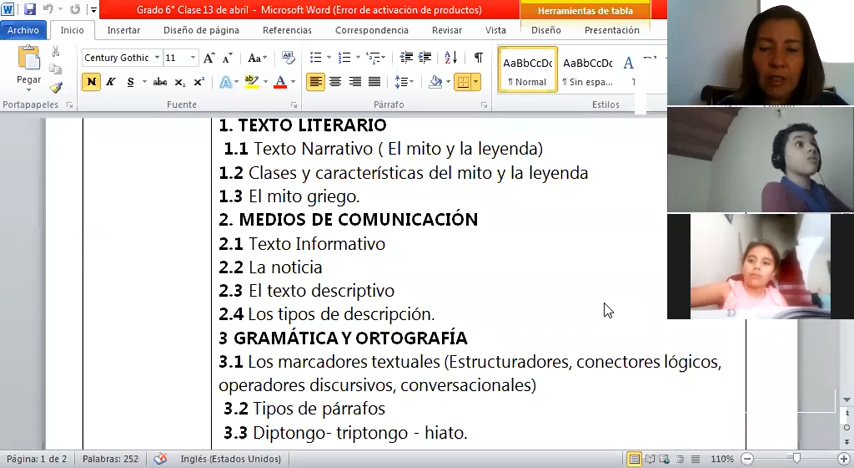 Grado 6° Clase 13 de abril - Microsoft Word (Error de activación de productos)
Herramientas de tabla
Archivo Inicio Insertar Diseño de página Referencias Correspondencia Revisar Vista Diseño Presentación
Century Gothic 11
Pegar
N K S abc x₂ x²
AaBbCcDc AaBbCcDc
¶ Normal ¶ Sin espa...
Portapapeles Fuente Párrafo Estilos
1. TEXTO LITERARIO
1.1 Texto Narrativo ( El mito y la leyenda)
1.2 Clases y características del mito y la leyenda
1.3 El mito griego.
2. MEDIOS DE COMUNICACIÓN
2.1 Texto Informativo
2.2 La noticia
2.3 El texto descriptivo
2.4 Los tipos de descripción.
3 GRAMÁTICA Y ORTOGRAFÍA
3.1 Los marcadores textuales (Estructuradores, conectores lógicos,
operadores discursivos, conversacionales)
3.2 Tipos de párrafos
3.3 Diptongo- triptongo - hiato.
Página: 1 de 2 Palabras: 252 Inglés (Estados Unidos) 110%